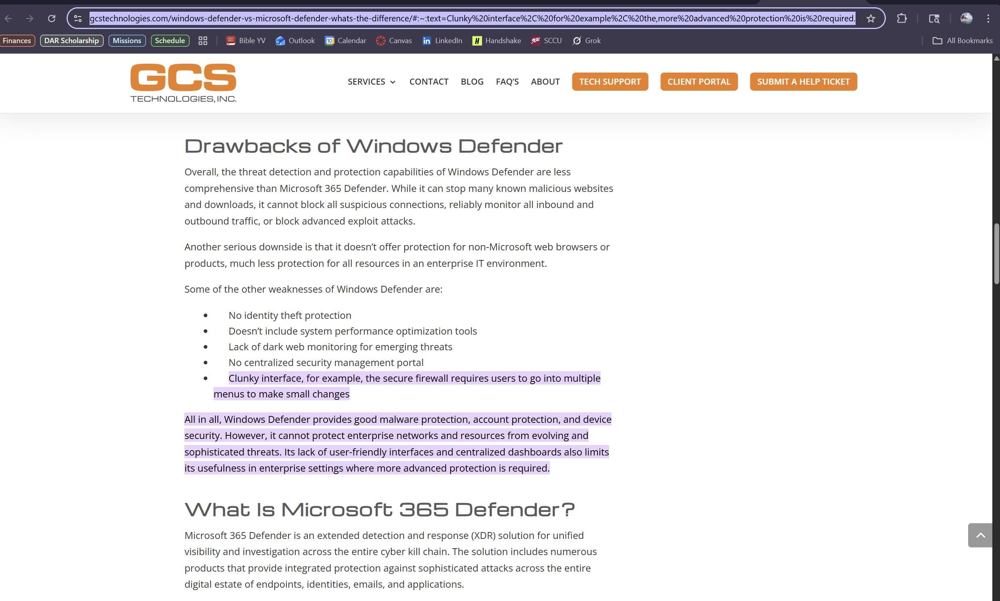 gcstechnologies.com/windows-defender-vs-microsoft-defender-whats-the-difference/#:~:text=Clunky%20interface%2C%20for%20example%2C%20the,more%20advanced%20protection%20is%20required.
Finances DAR Scholarship Missions Schedule Bible YV Outlook 10 Calendar Canvas in LinkedIn H Handshake SCCU Grok All Bookmarks
GCS
TECHNOLOGIES, INC.
SERVICES CONTACT BLOG FAQ’S ABOUT TECH SUPPORT CLIENT PORTAL SUBMIT A HELP TICKET
Drawbacks of Windows Defender
Overall, the threat detection and protection capabilities of Windows Defender are less
comprehensive than Microsoft 365 Defender. While it can stop many known malicious websites
and downloads, it cannot block all suspicious connections, reliably monitor all inbound and
outbound traffic, or block advanced exploit attacks.
Another serious downside is that it doesn’t offer protection for non-Microsoft web browsers or
products, much less protection for all resources in an enterprise IT environment.
Some of the other weaknesses of Windows Defender are:
• No identity theft protection
• Doesn’t include system performance optimization tools
• Lack of dark web monitoring for emerging threats
• No centralized security management portal
• Clunky interface, for example, the secure firewall requires users to go into multiple
menus to make small changes
All in all, Windows Defender provides good malware protection, account protection, and device
security. However, it cannot protect enterprise networks and resources from evolving and
sophisticated threats. Its lack of user-friendly interfaces and centralized dashboards also limits
its usefulness in enterprise settings where more advanced protection is required.
What Is Microsoft 365 Defender?
Microsoft 365 Defender is an extended detection and response (XDR) solution for unified
visibility and investigation across the entire cyber kill chain. The solution includes numerous
products that provide integrated protection against sophisticated attacks across the entire
digital estate of endpoints, identities, emails, and applications.